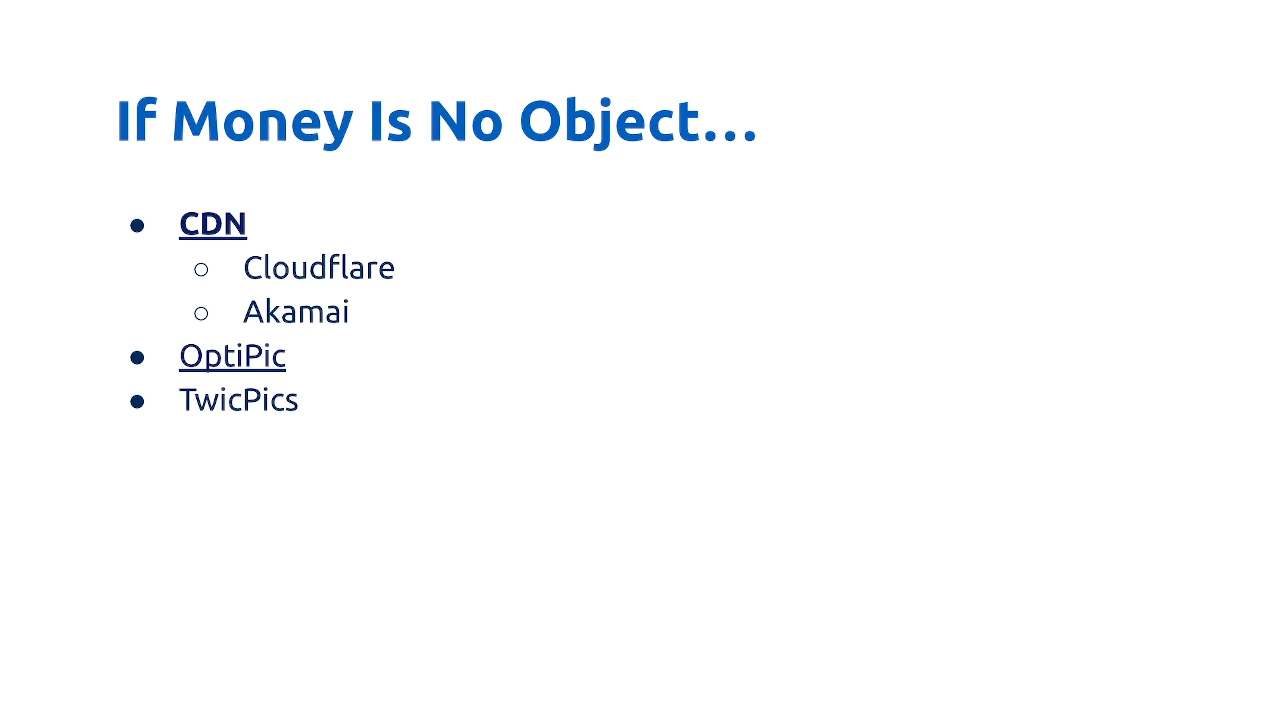 If Money Is No Object...
● CDN
○ Cloudflare
○ Akamai
● OptiPic
● TwicPics